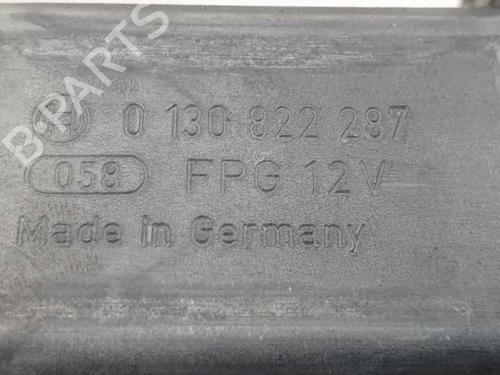 B-PARTS
0 130 822 287
058 FPG 12V
Made in Germany